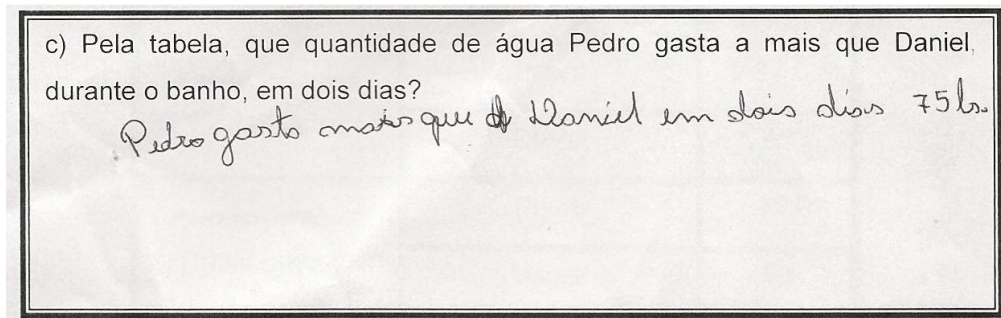 c) Pela tabela, que quantidade de água Pedro gasta a mais que Daniel,
durante o banho, em dois dias?
Pedro gasto mais que Daniel em dois dias 75 ls.